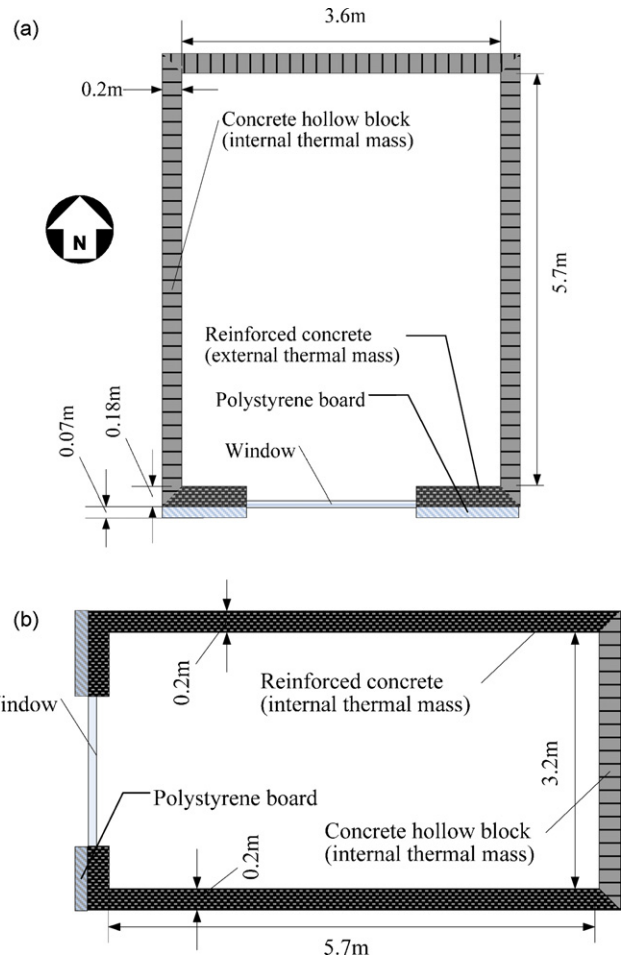 (a)
3.6m
0.2m
Concrete hollow block
(internal thermal mass)
N
5.7m
Reinforced concrete
(external thermal mass)
Polystyrene board
0.07m
0.18m
Window
(b)
0.2m
Reinforced concrete
(internal thermal mass)
indow
3.2m
Polystyrene board
Concrete hollow block
(internal thermal mass)
0.2m
5.7m